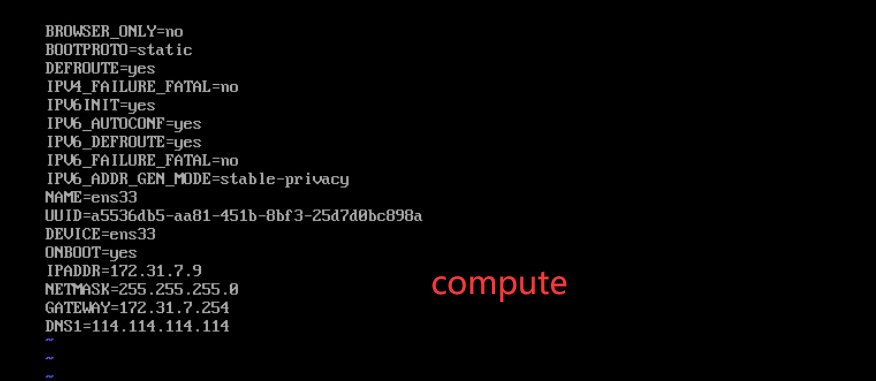 BROWSER_ONLY=no
BOOTPROTO=static
DEFROUTE=yes
IPV4_FAILURE_FATAL=no
IPV6INIT=yes
IPV6_AUTOCONF=yes
IPV6_DEFROUTE=yes
IPV6_FAILURE_FATAL=no
IPV6_ADDR_GEN_MODE=stable-privacy
NAME=ens33
UUID=a5536db5-aa81-451b-8bf3-25d7d0bc898a
DEVICE=ens33
ONBOOT=yes
IPADDR=172.31.7.9
NETMASK=255.255.255.0
GATEWAY=172.31.7.254
DNS1=114.114.114.114
~
~
~
compute